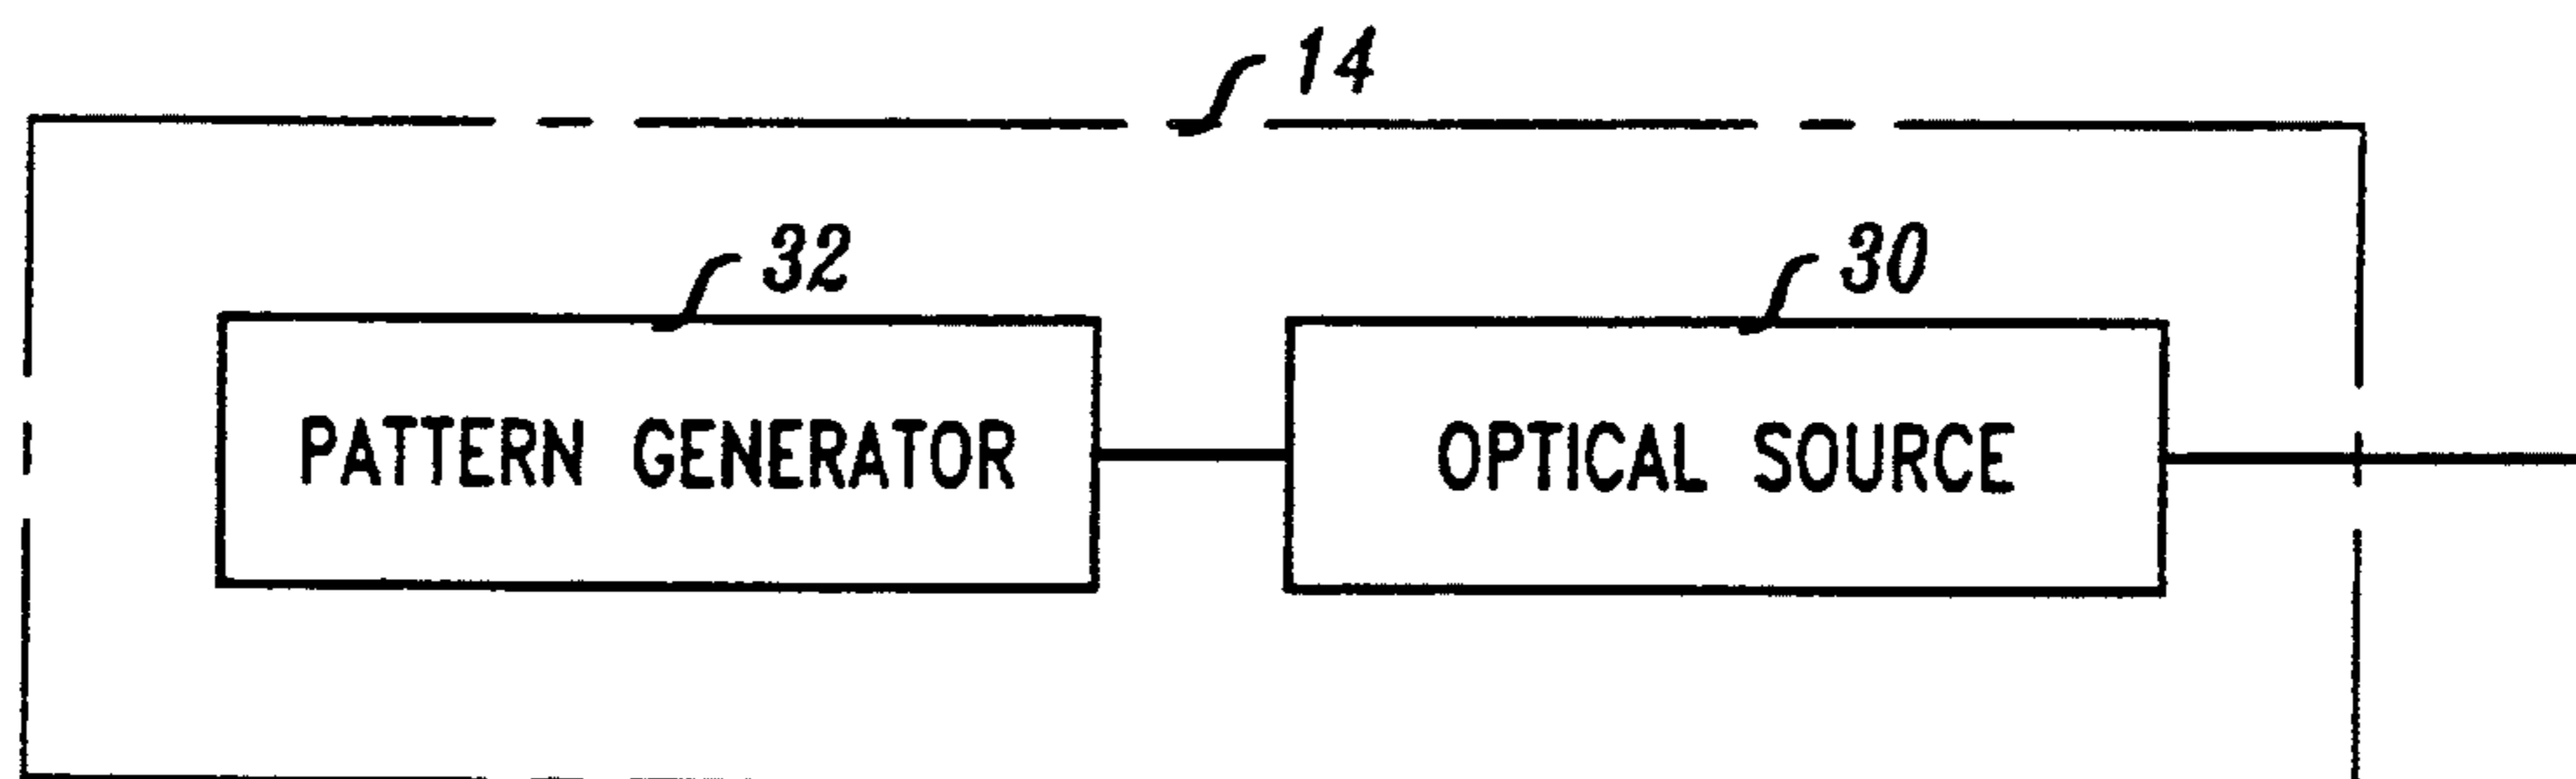 14
32
30
PATTERN GENERATOR
OPTICAL SOURCE